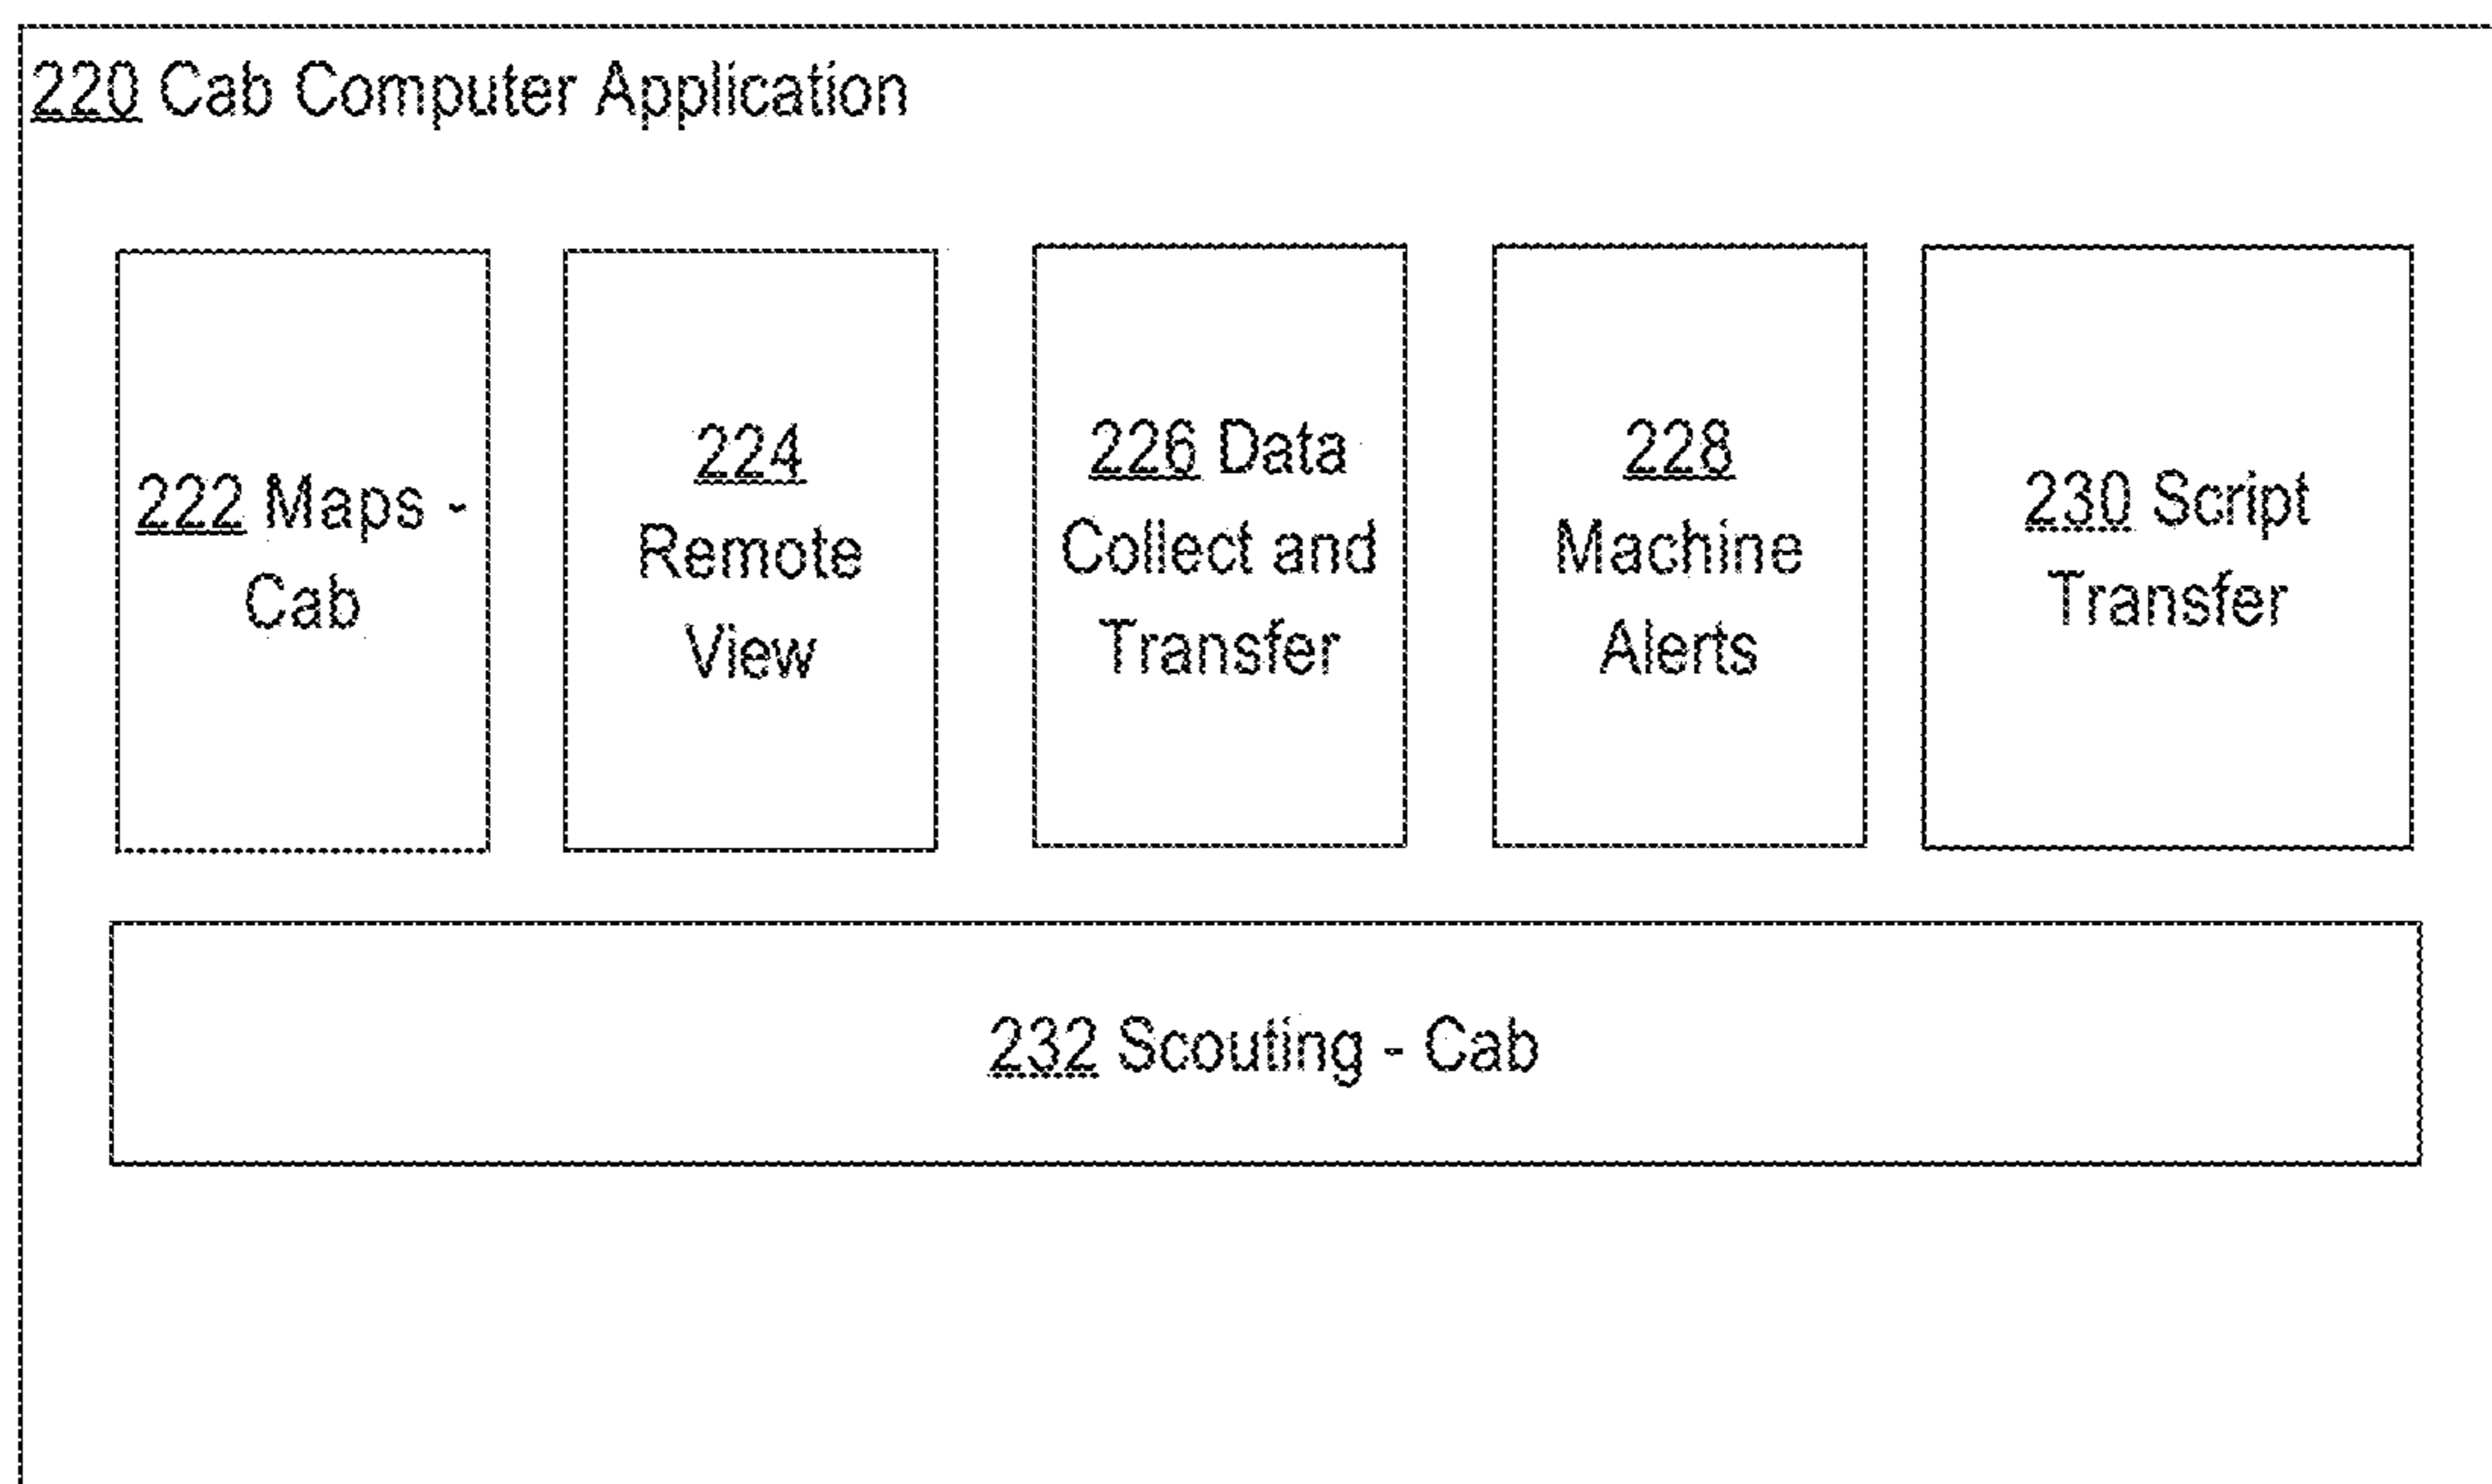 220 Cab Computer Application
222 Maps -
Cab
224
Remote
View
226 Data
Collect and
Transfer
228
Machine
Alerts
230 Script
Transfer
232 Scouting - Cab